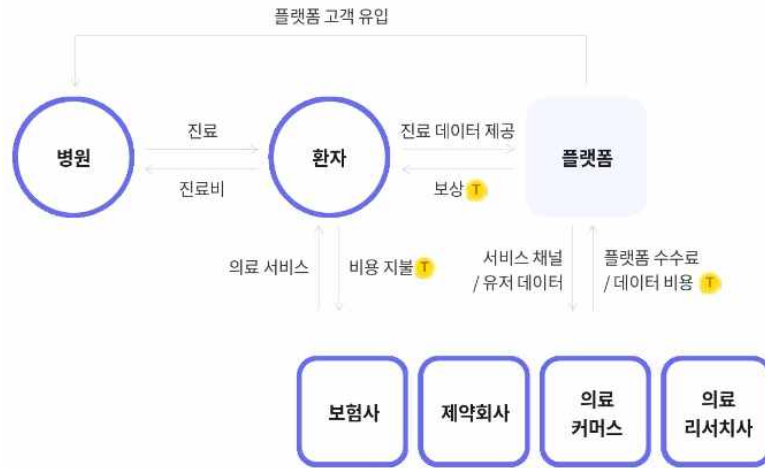 플랫폼 고객 유입
병원
진료
진료비
환자
진료 데이터 제공
보상 T
플랫폼
의료 서비스
비용 지불 T
서비스 채널
/ 유저 데이터
플랫폼 수수료
/ 데이터 비용 T
보험사
제약회사
의료
커머스
의료
리서치사